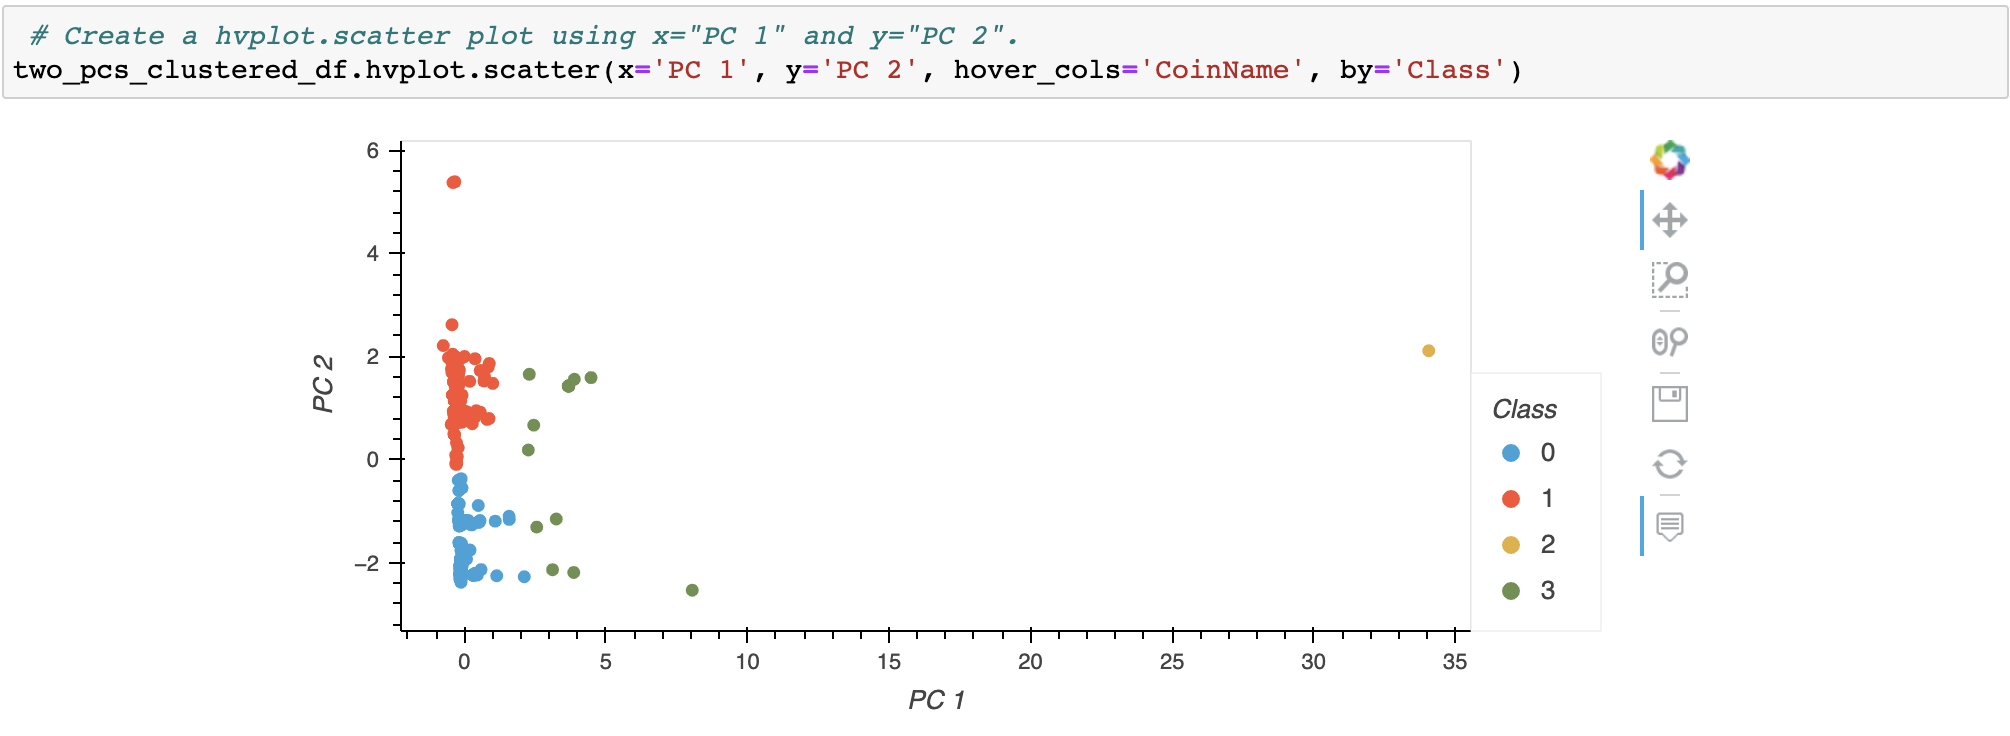 # Create a hvplot.scatter plot using x="PC 1" and y="PC 2".
two_pcs_clustered_df.hvplot.scatter(x='PC 1', y='PC 2', hover_cols='CoinName', by='Class')
6
4
2
0
−2
PC 2
0 5 10 15 20 25 30 35
PC 1
Class
0
1
2
3